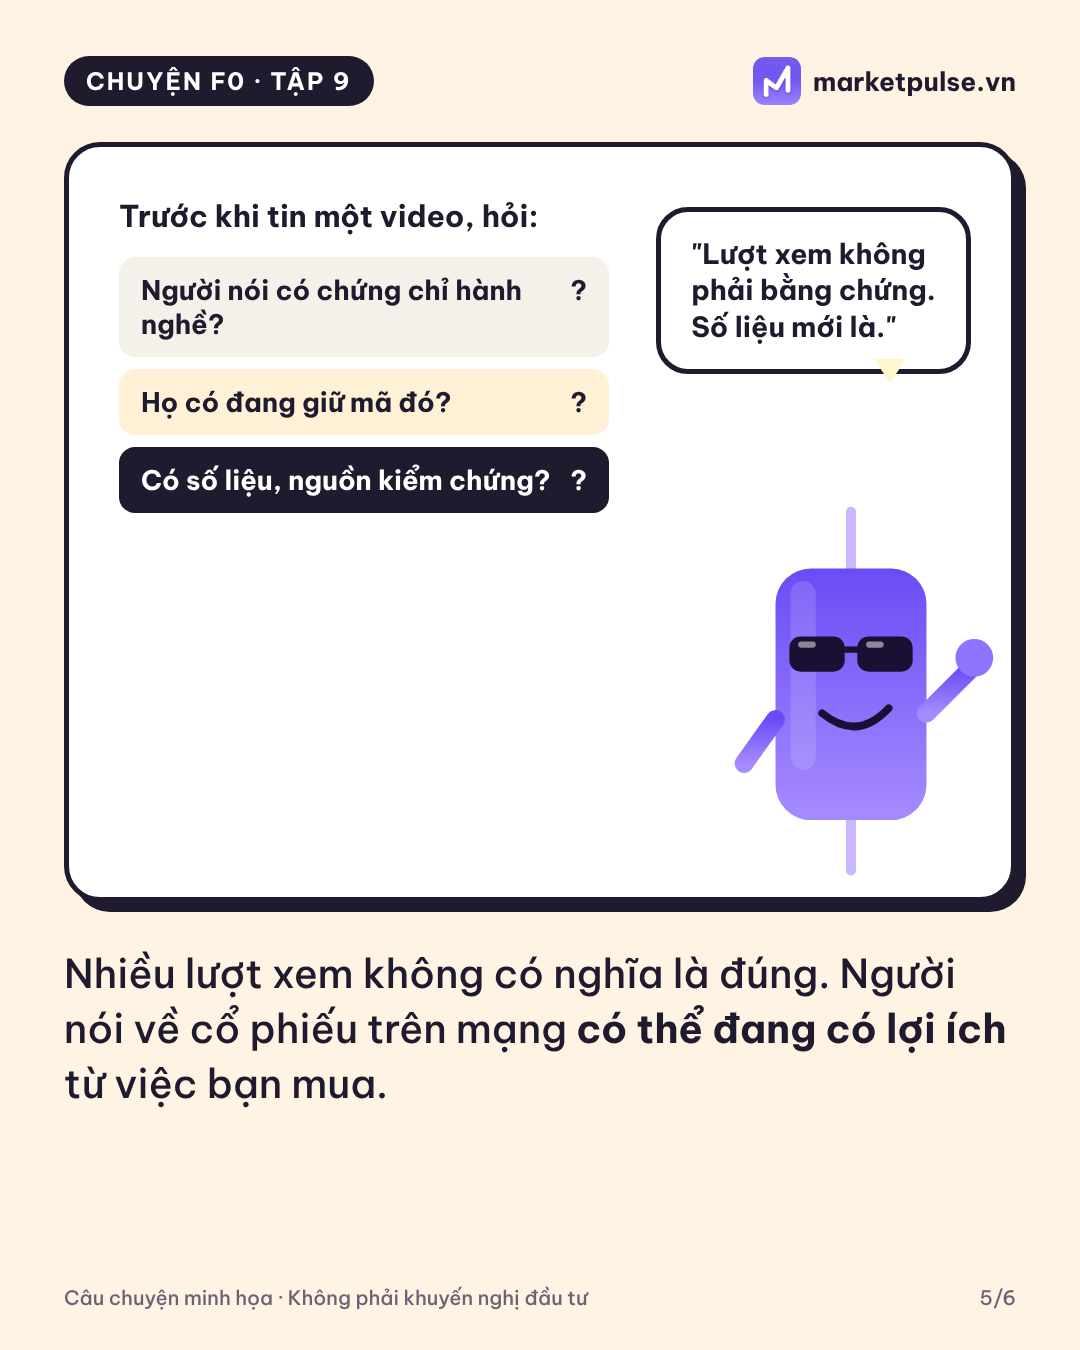 CHUYỆN F0 · TẬP 9
marketpulse.vn
Trước khi tin một video, hỏi:
Người nói có chứng chỉ hành ?
nghề?
Họ có đang giữ mã đó? ?
Có số liệu, nguồn kiểm chứng? ?
"Lượt xem không
phải bằng chứng.
Số liệu mới là."
Nhiều lượt xem không có nghĩa là đúng. Người
nói về cổ phiếu trên mạng có thể đang có lợi ích
từ việc bạn mua.
Câu chuyện minh họa · Không phải khuyến nghị đầu tư
5/6